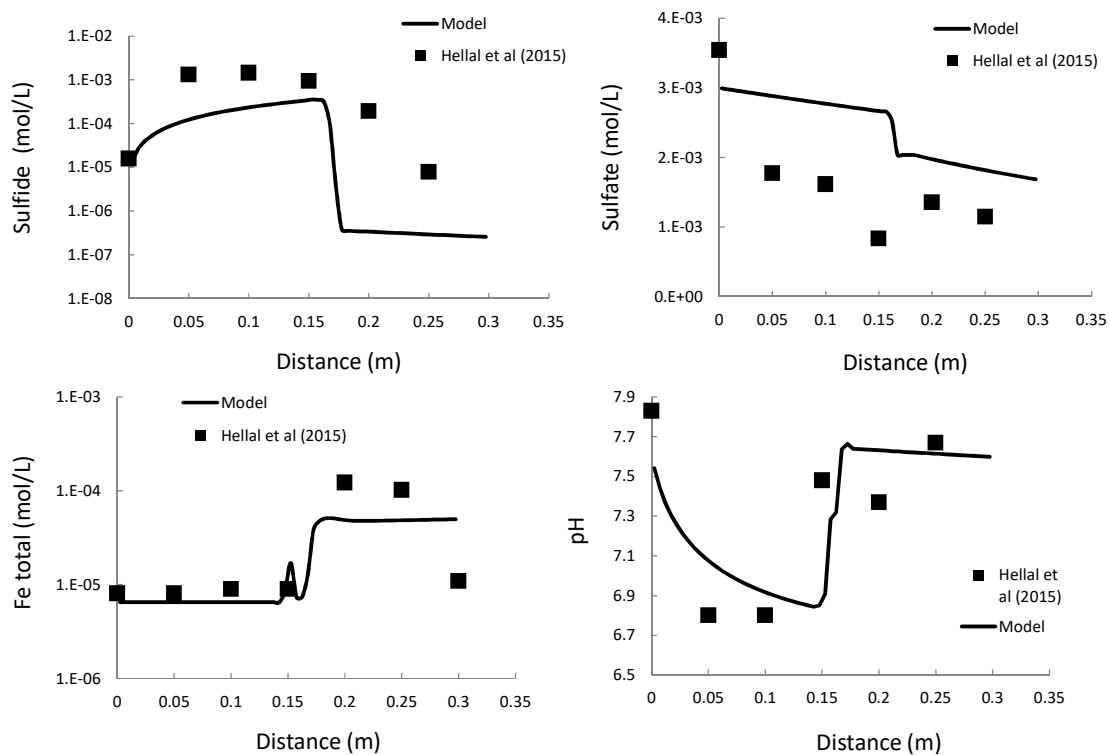 Model
Hellal et al (2015)
Sulfide (mol/L)
1.E-02
1.E-03
1.E-04
1.E-05
1.E-06
1.E-07
1.E-08
0 0.05 0.1 0.15 0.2 0.25 0.3 0.35
Distance (m)
Model
Hellal et al (2015)
Sulfate (mol/L)
4.E-03
3.E-03
2.E-03
1.E-03
0.E+00
0 0.05 0.1 0.15 0.2 0.25 0.3 0.35
Distance (m)
Model
Hellal et al (2015)
Fe total (mol/L)
1.E-03
1.E-04
1.E-05
1.E-06
0 0.05 0.1 0.15 0.2 0.25 0.3 0.35
Distance (m)
pH
7.9
7.7
7.5
7.3
7.1
6.9
6.7
6.5
Hellal et
al (2015)
Model
0 0.05 0.1 0.15 0.2 0.25 0.3 0.35
Distance (m)